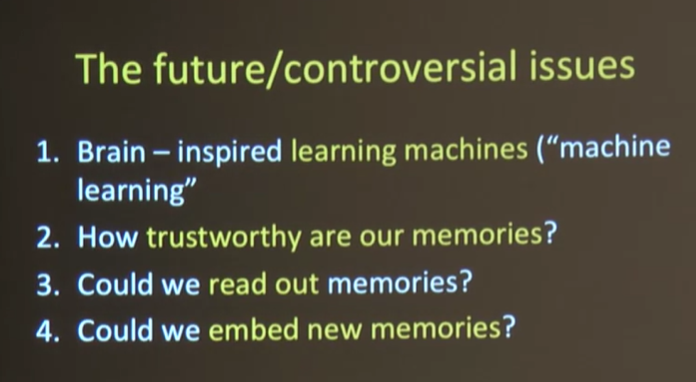 The future/controversial issues
1. Brain – inspired learning machines (“machine
learning”
2. How trustworthy are our memories?
3. Could we read out memories?
4. Could we embed new memories?